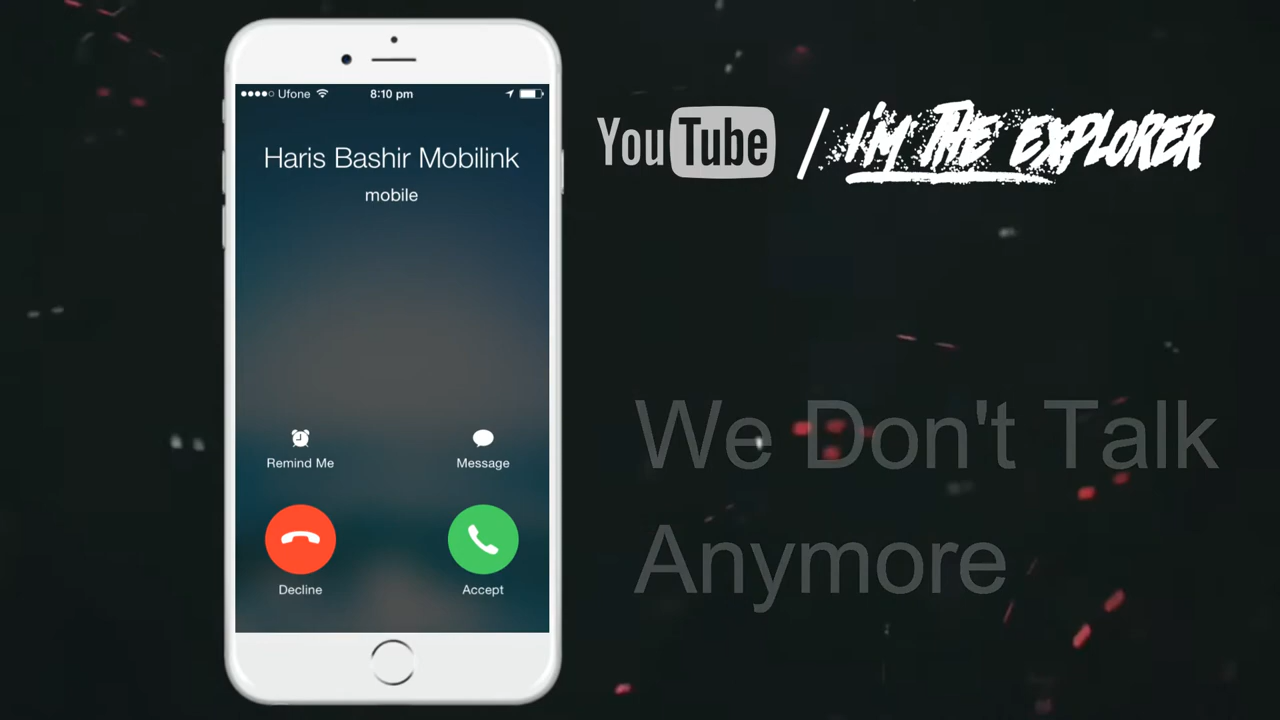 Ufone 8:10 pm
Haris Bashir Mobilink
mobile
Remind Me Message
Decline Accept
YouTube / I'M THE EXPLORER
We Don't Talk
Anymore